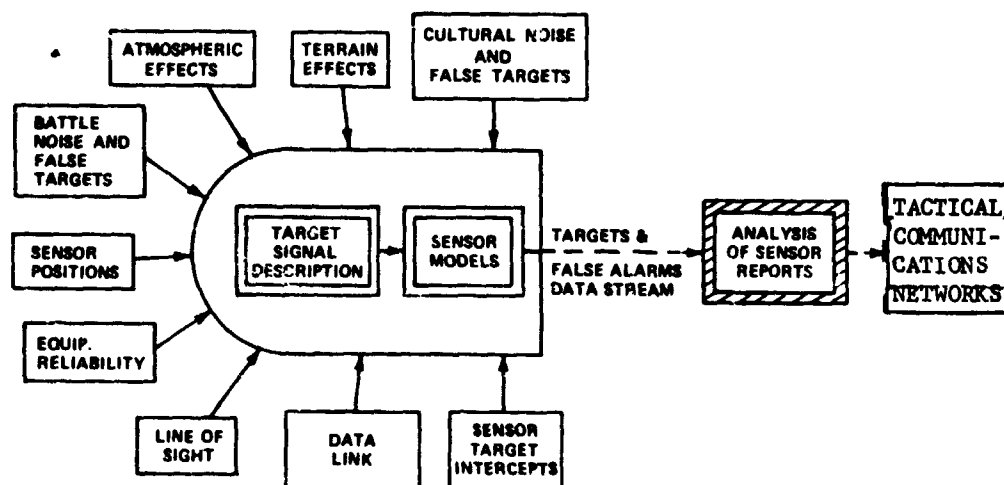 ATMOSPHERIC
EFFECTS
TERRAIN
EFFECTS
CULTURAL NOISE
AND
FALSE TARGETS
BATTLE
NOISE AND
FALSE
TARGETS
SENSOR
POSITIONS
EQUIP.
RELIABILITY
LINE OF
SIGHT
DATA
LINK
SENSOR
TARGET
INTERCEPTS
TARGET
SIGNAL
DESCRIPTION
SENSOR
MODELS
TARGETS &
FALSE ALARMS
DATA STREAM
ANALYSIS
OF SENSOR
REPORTS
TACTICAL
COMMUNI-
CATIONS
NETWORKS